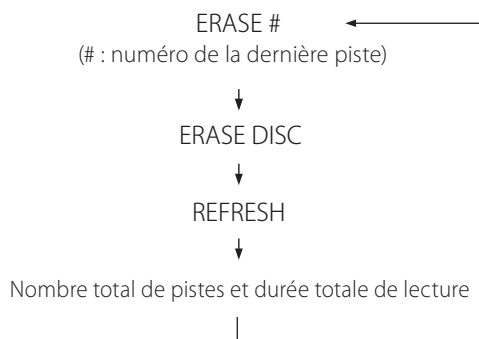 ERASE #
(# : numéro de la dernière piste)
ERASE DISC
REFRESH
Nombre total de pistes et durée totale de lecture